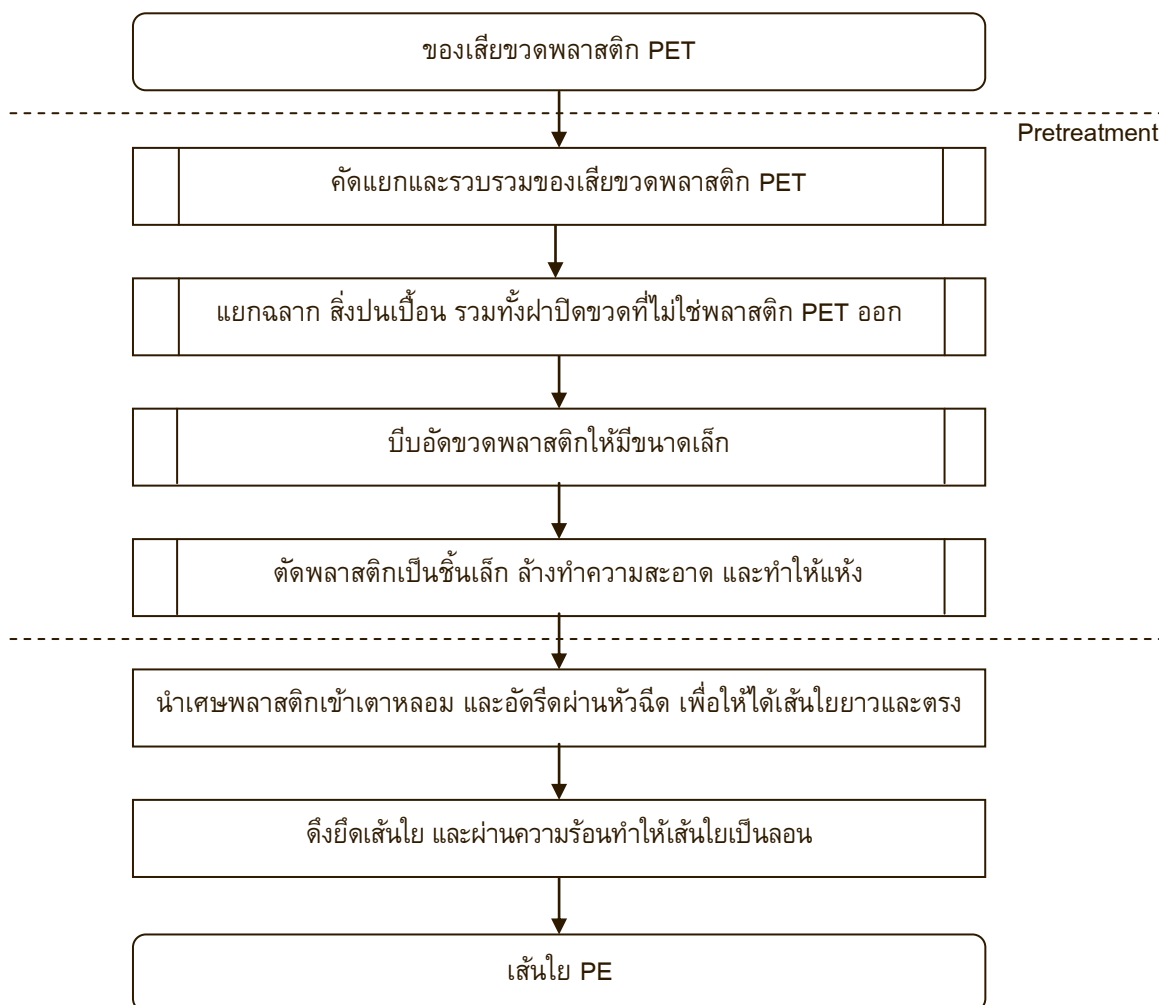 ของเสียขวดพลาสติก PET
Pretreatment
คัดแยกและรวบรวมของเสียขวดพลาสติก PET
แยกฉลาก สิ่งปนเปื้อน รวมทั้งฝาปิดขวดที่ไม่ใช่พลาสติก PET ออก
บีบอัดขวดพลาสติกให้มีขนาดเล็ก
ตัดพลาสติกเป็นชิ้นเล็ก ล้างทำความสะอาด และทำให้แห้ง
นำเศษพลาสติกเข้าเตาหลอม และอัดรีดผ่านหัวฉีด เพื่อให้ได้เส้นใยยาวและตรง
ดึงยึดเส้นใย และผ่านความร้อนทำให้เส้นใยเป็นลอน
เส้นใย PE